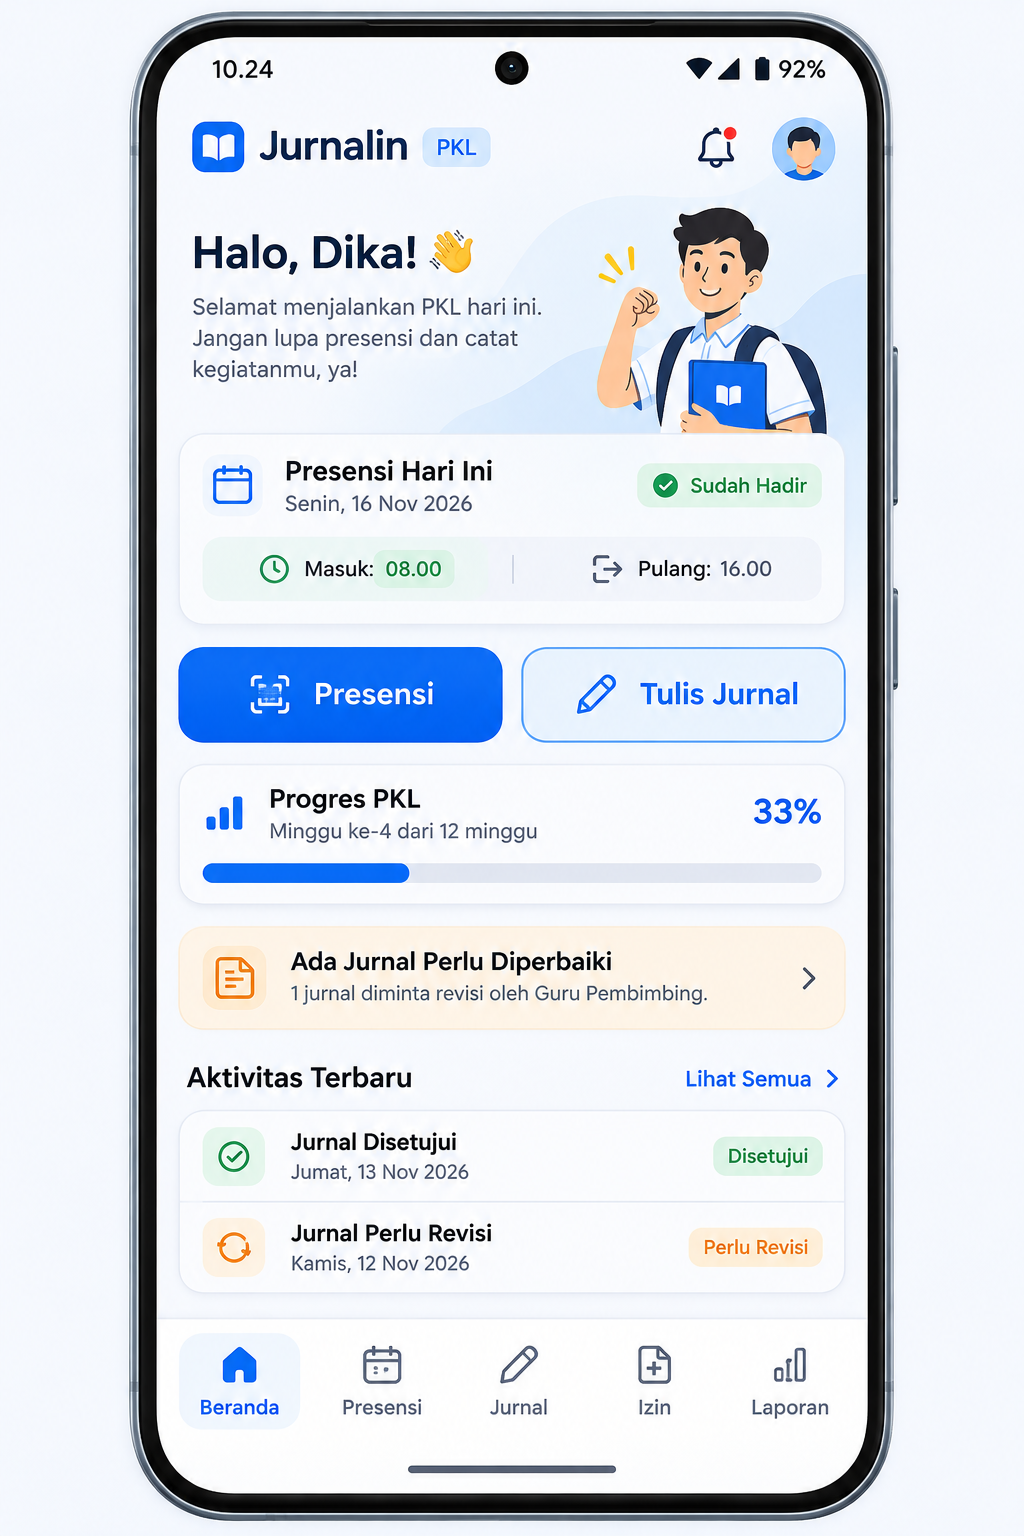 10.24
92%
Jurnalin PKL
Halo, Dika! 👋
Selamat menjalankan PKL hari ini.
Jangan lupa presensi dan catat
kegiatanmu, ya!
Presensi Hari Ini
Senin, 16 Nov 2026
Sudah Hadir
Masuk: 08.00
Pulang: 16.00
Presensi
Tulis Jurnal
Progres PKL
Minggu ke-4 dari 12 minggu
33%
Ada Jurnal Perlu Diperbaiki
1 jurnal diminta revisi oleh Guru Pembimbing.
Aktivitas Terbaru
Lihat Semua
Jurnal Disetujui
Jumat, 13 Nov 2026
Disetujui
Jurnal Perlu Revisi
Kamis, 12 Nov 2026
Perlu Revisi
Beranda
Presensi
Jurnal
Izin
Laporan